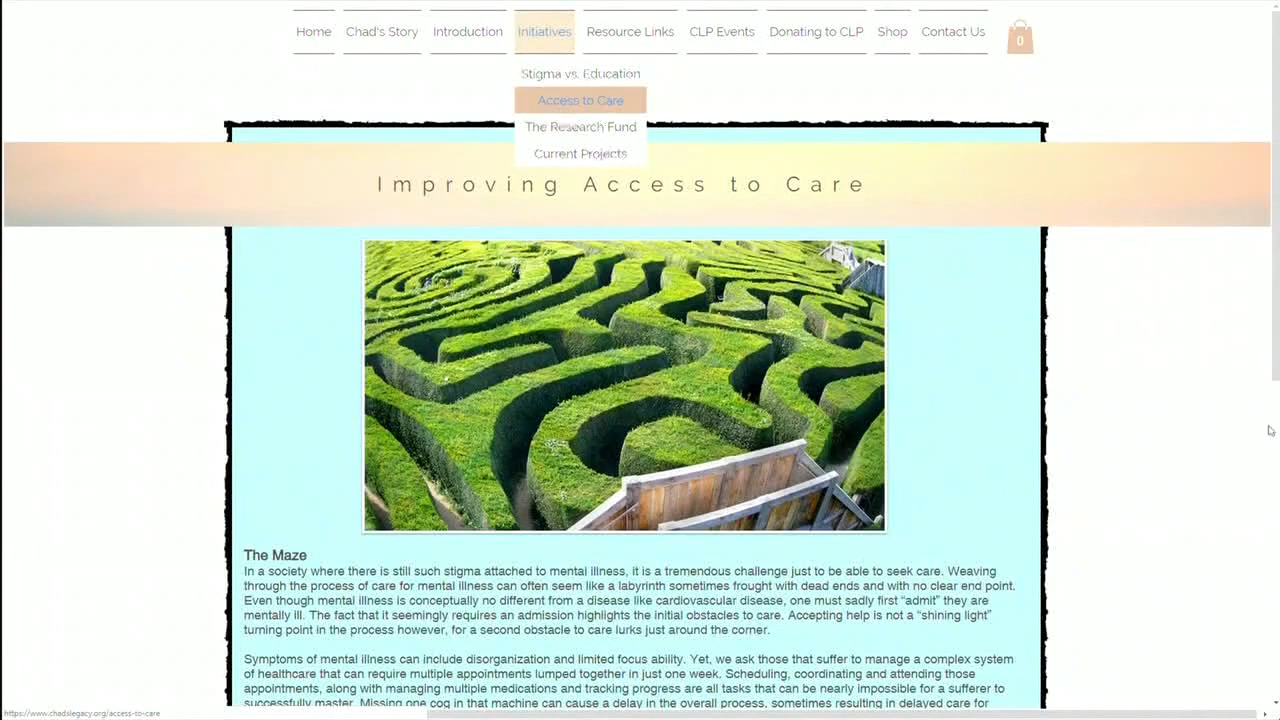 Home Chad's Story Introduction Initiatives Resource Links CLP Events Donating to CLP Shop Contact Us 0
Stigma vs. Education
Access to Care
The Research Fund
Current Projects
Improving Access to Care
The Maze
In a society where there is still such stigma attached to mental illness, it is a tremendous challenge just to be able to seek care. Weaving
through the process of care for mental illness can often seem like a labyrinth sometimes frought with dead ends and with no clear end point.
Even though mental illness is conceptually no different from a disease like cardiovascular disease, one must sadly first “admit” they are
mentally ill. The fact that it seemingly requires an admission highlights the initial obstacles to care. Accepting help is not a “shining light”
turning point in the process however, for a second obstacle to care lurks just around the corner.
Symptoms of mental illness can include disorganization and limited focus ability. Yet, we ask those that suffer to manage a complex system
of healthcare that can require multiple appointments lumped together in just one week. Scheduling, coordinating and attending those
appointments, along with managing multiple medications and tracking progress are all tasks that can be nearly impossible for a sufferer to
successfully master. Missing one cog in that machine can cause a delay in the overall process, sometimes resulting in delayed care for
https://www.chadslegacy.org/access-to-care